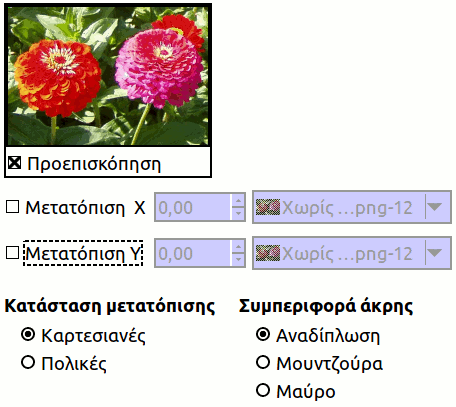 Προεπισκόπηση
Μετατόπιση X 0,00 Χωρίς ...png-12
Μετατόπιση Y 0,00 Χωρίς ...png-12
Κατάσταση μετατόπισης Συμπεριφορά άκρης
Καρτεσιανές Αναδίπλωση
Πολικές Μουντζούρα
Μαύρο